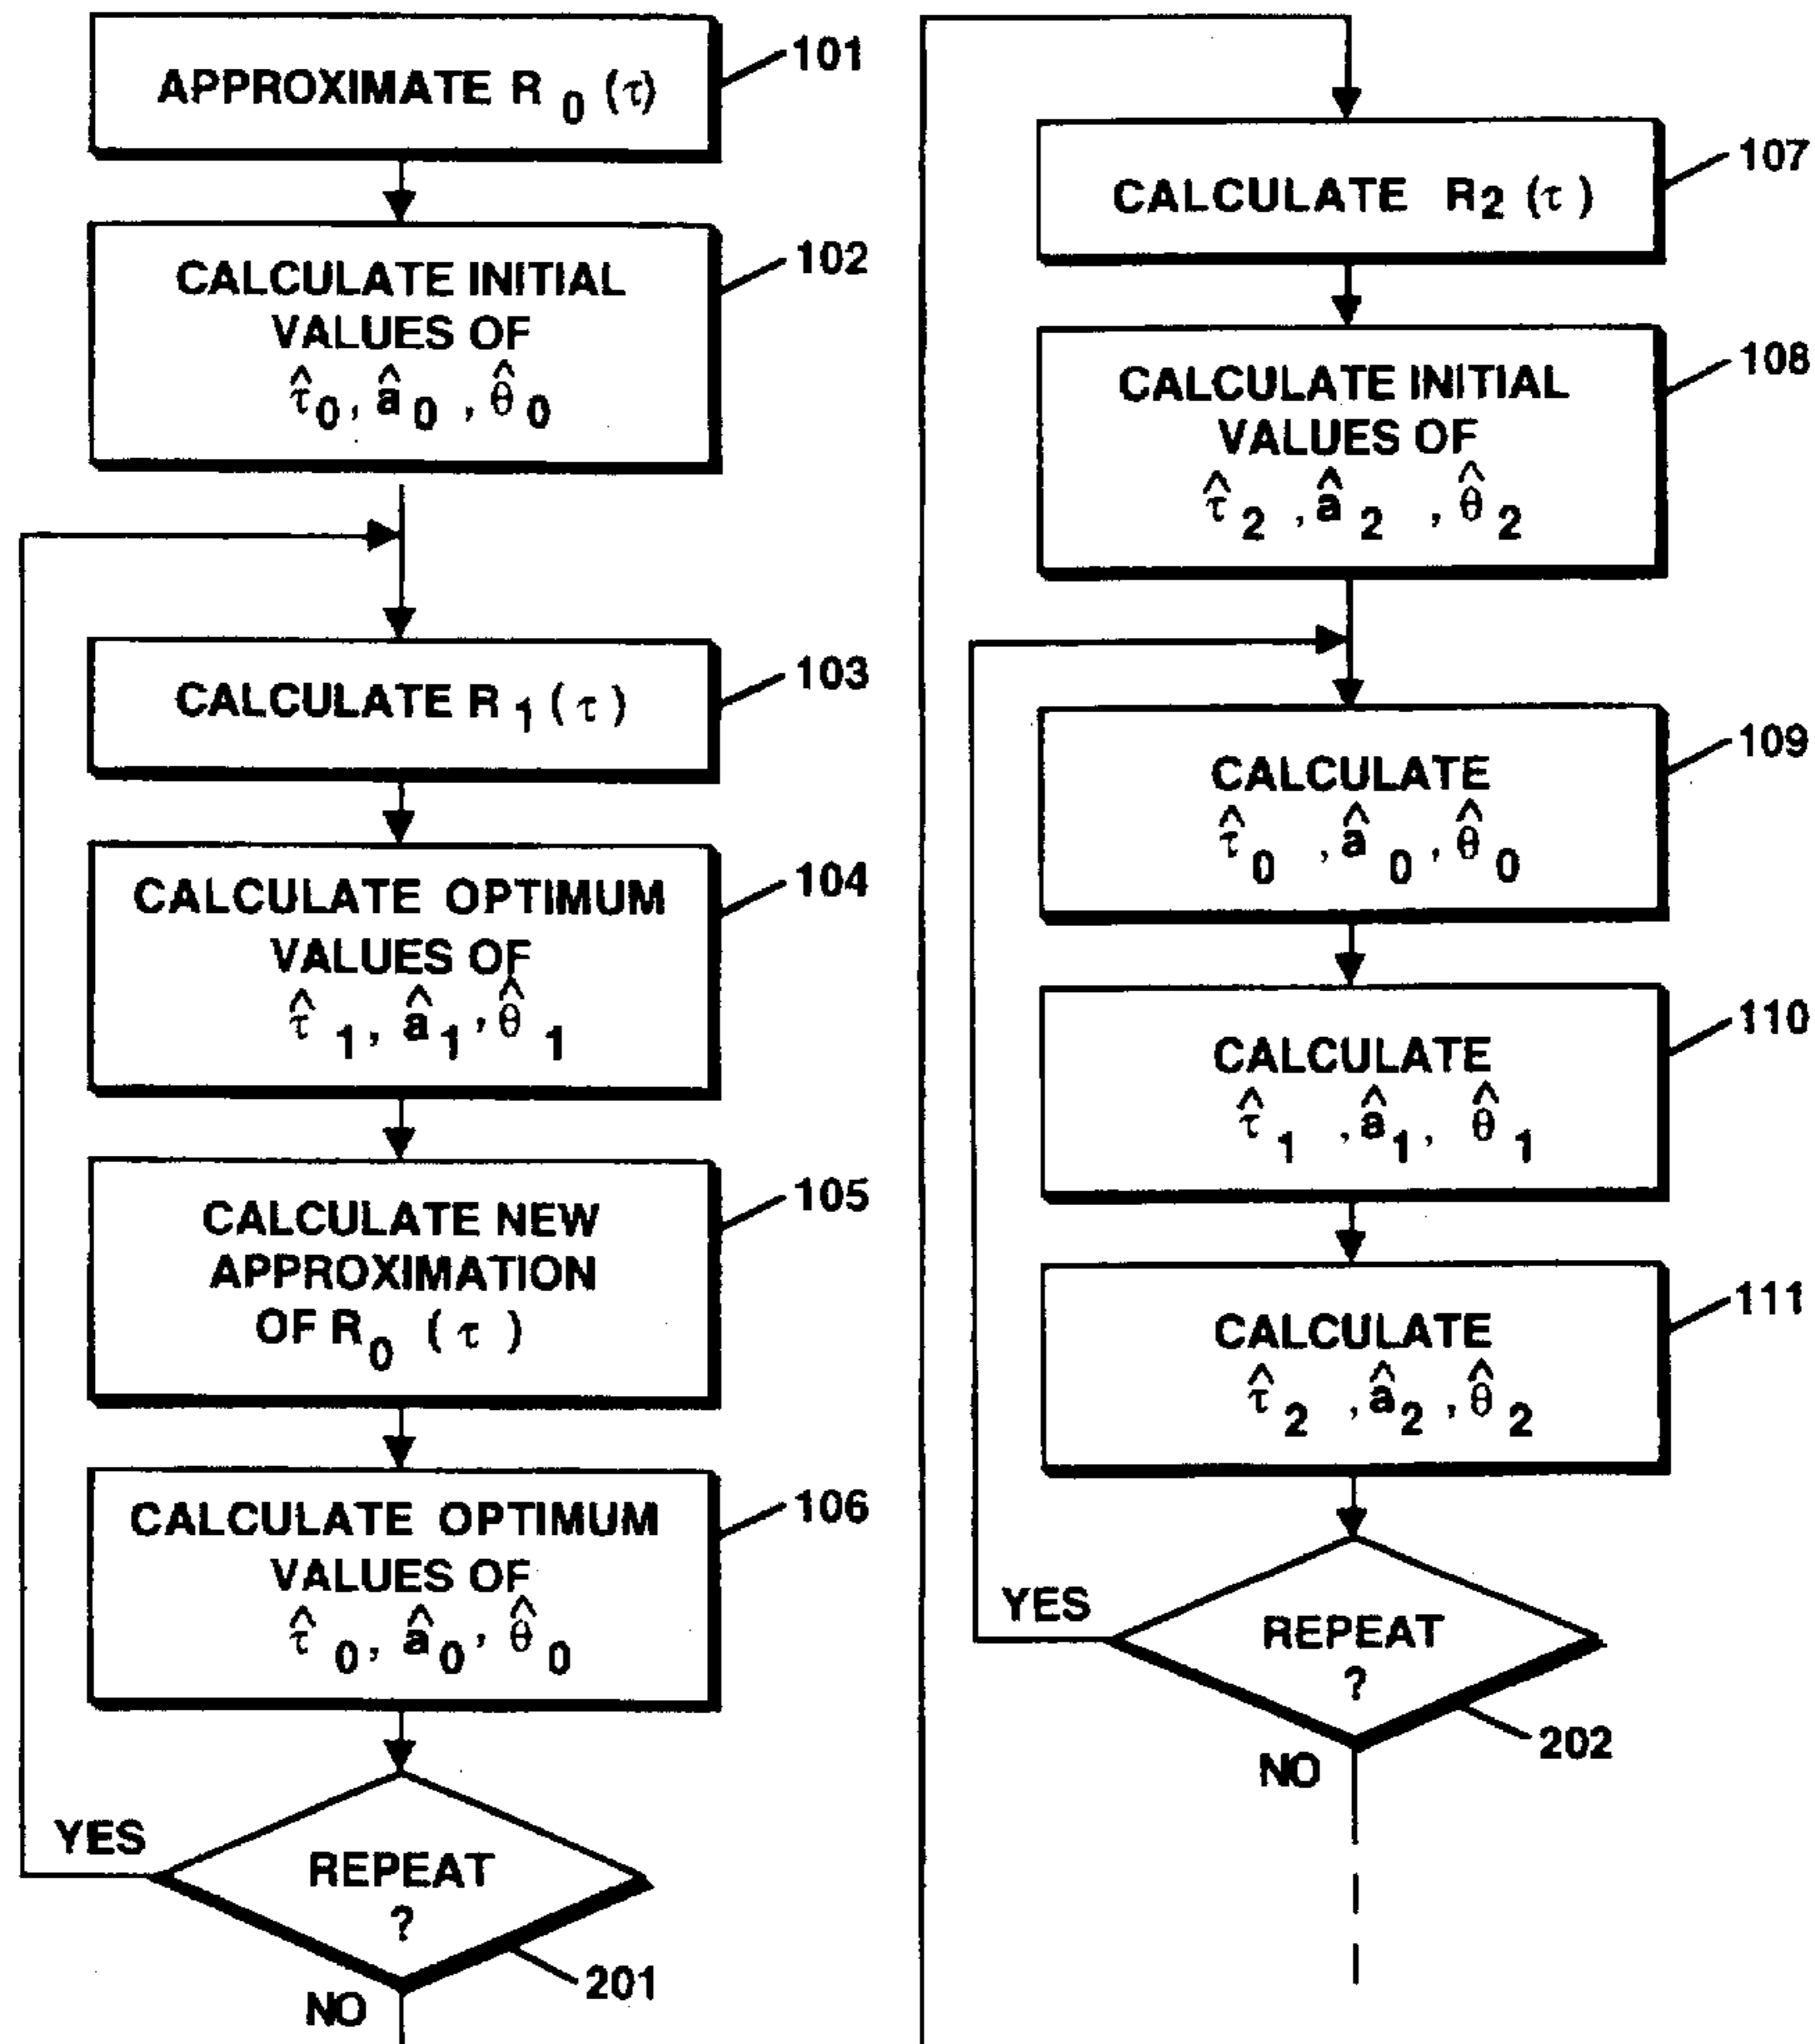 APPROXIMATE R₀(τ)
101
CALCULATE INITIAL
VALUES OF
τ̂₀, â₀, θ̂₀
102
CALCULATE R₁(τ)
103
CALCULATE OPTIMUM
VALUES OF
τ̂₁, â₁, θ̂₁
104
CALCULATE NEW
APPROXIMATION
OF R₀ (τ)
105
CALCULATE OPTIMUM
VALUES OF
τ̂₀, â₀, θ̂₀
106
YES
REPEAT
?
201
NO
CALCULATE R₂(τ)
107
CALCULATE INITIAL
VALUES OF
τ̂₂, â₂, θ̂₂
108
CALCULATE
τ̂₀, â₀, θ̂₀
109
CALCULATE
τ̂₁, â₁, θ̂₁
110
CALCULATE
τ̂₂, â₂, θ̂₂
111
YES
REPEAT
?
202
NO